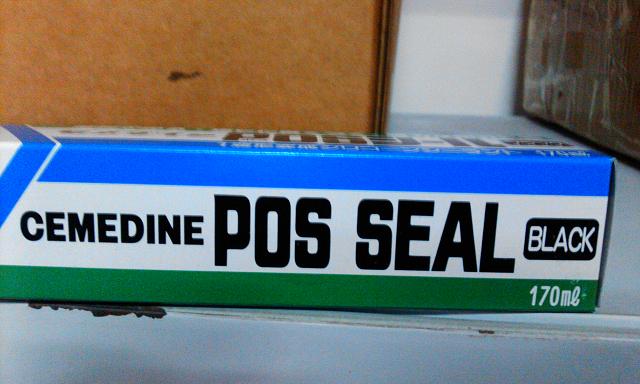 CEMEDINE POS SEAL BLACK
170ml